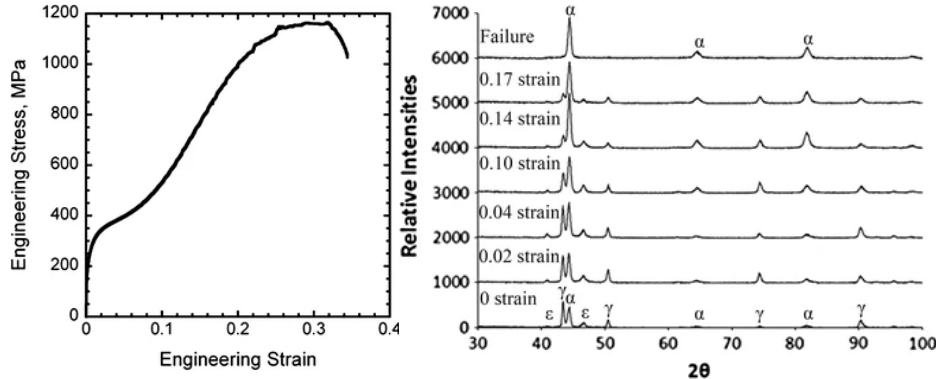 1200
1000
800
600
400
200
0
0 0.1 0.2 0.3 0.4
Engineering Stress, MPa
Engineering Strain
7000
6000
5000
4000
3000
2000
1000
0
30 40 50 60 70 80 90 100
Relative Intensities
2θ
α
Failure α α
0.17 strain
0.14 strain
0.10 strain
0.04 strain
0.02 strain
0 strain
γ α
ε ε γ α γ α γ